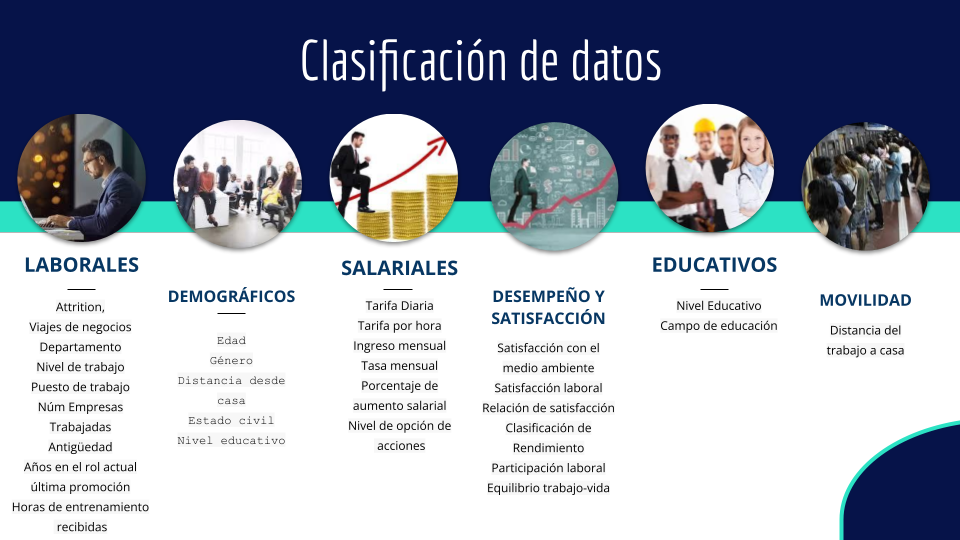 Clasificación de datos
LABORALES
Attrition,
Viajes de negocios
Departamento
Nivel de trabajo
Puesto de trabajo
Núm Empresas
Trabajadas
Antigüedad
Años en el rol actual
última promoción
Horas de entrenamiento
recibidas
DEMOGRÁFICOS
Edad
Género
Distancia desde
casa
Estado civil
Nivel educativo
SALARIALES
Tarifa Diaria
Tarifa por hora
Ingreso mensual
Tasa mensual
Porcentaje de
aumento salarial
Nivel de opción de
acciones
DESEMPEÑO Y
SATISFACCIÓN
Satisfacción con el
medio ambiente
Satisfacción laboral
Relación de satisfacción
Clasificación de
Rendimiento
Participación laboral
Equilibrio trabajo-vida
EDUCATIVOS
Nivel Educativo
Campo de educación
MOVILIDAD
Distancia del
trabajo a casa